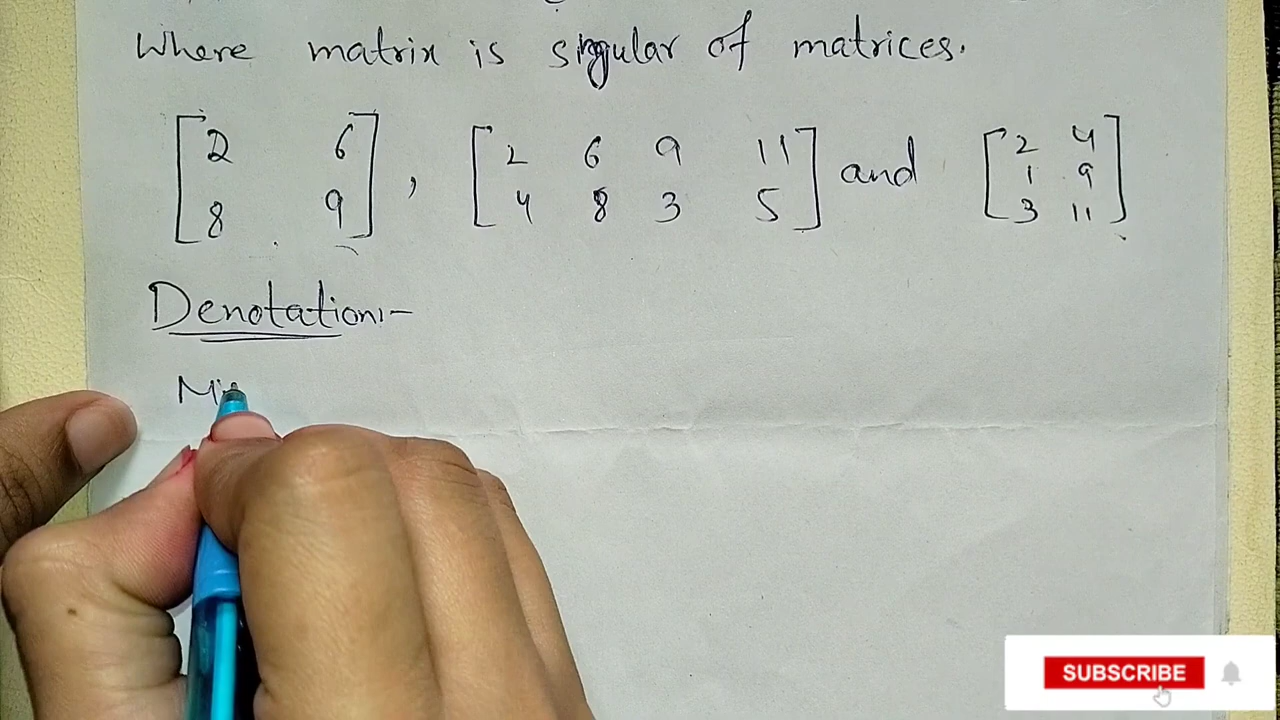 Where matrix is singular of matrices.
[2 6
8 9], [2 6 9 11
4 8 3 5] and [2 4
1 9
3 11]
Denotation:-
SUBSCRIBE